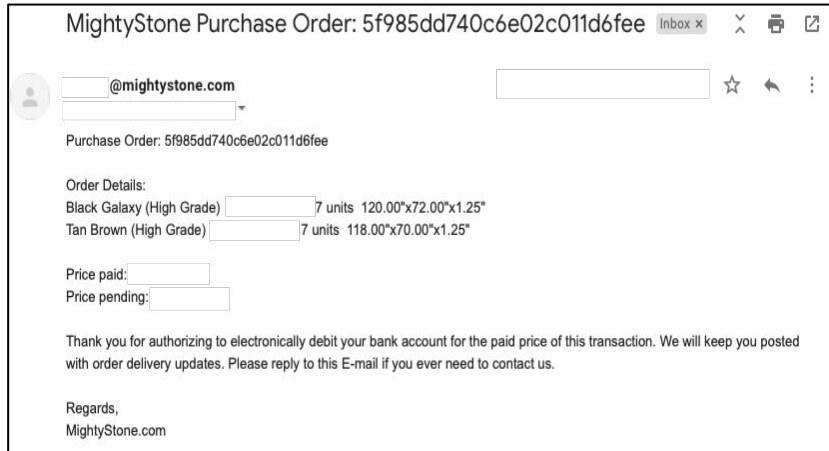 MightyStone Purchase Order: 5f985dd740c6e02c011d6fee Inbox ×
@mightystone.com
Purchase Order: 5f985dd740c6e02c011d6fee
Order Details:
Black Galaxy (High Grade) 7 units 120.00"x72.00"x1.25"
Tan Brown (High Grade) 7 units 118.00"x70.00"x1.25"
Price paid:
Price pending:
Thank you for authorizing to electronically debit your bank account for the paid price of this transaction. We will keep you posted
with order delivery updates. Please reply to this E-mail if you ever need to contact us.
Regards,
MightyStone.com